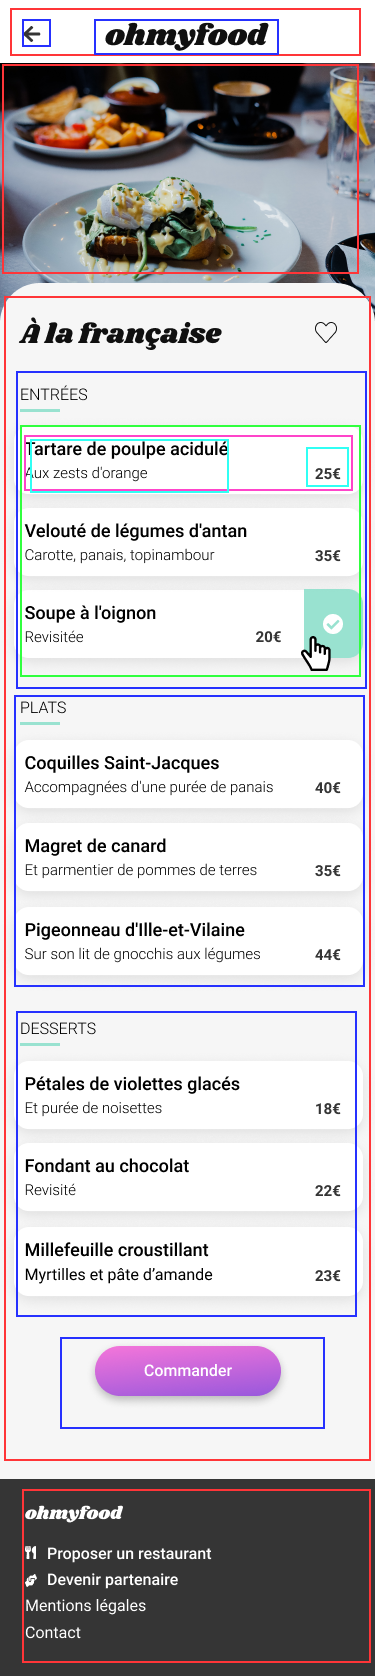 ohmyfood
À la française
ENTRÉES
Tartare de poulpe acidulé
Aux zests d'orange
25€
Velouté de légumes d'antan
Carotte, panais, topinambour
35€
Soupe à l'oignon
Revisitée
20€
PLATS
Coquilles Saint-Jacques
Accompagnées d'une purée de panais
40€
Magret de canard
Et parmentier de pommes de terres
35€
Pigeonneau d'Ille-et-Vilaine
Sur son lit de gnocchis aux légumes
44€
DESSERTS
Pétales de violettes glacés
Et purée de noisettes
18€
Fondant au chocolat
Revisité
22€
Millefeuille croustillant
Myrtilles et pâte d’amande
23€
Commander
ohmyfood
Proposer un restaurant
Devenir partenaire
Mentions légales
Contact